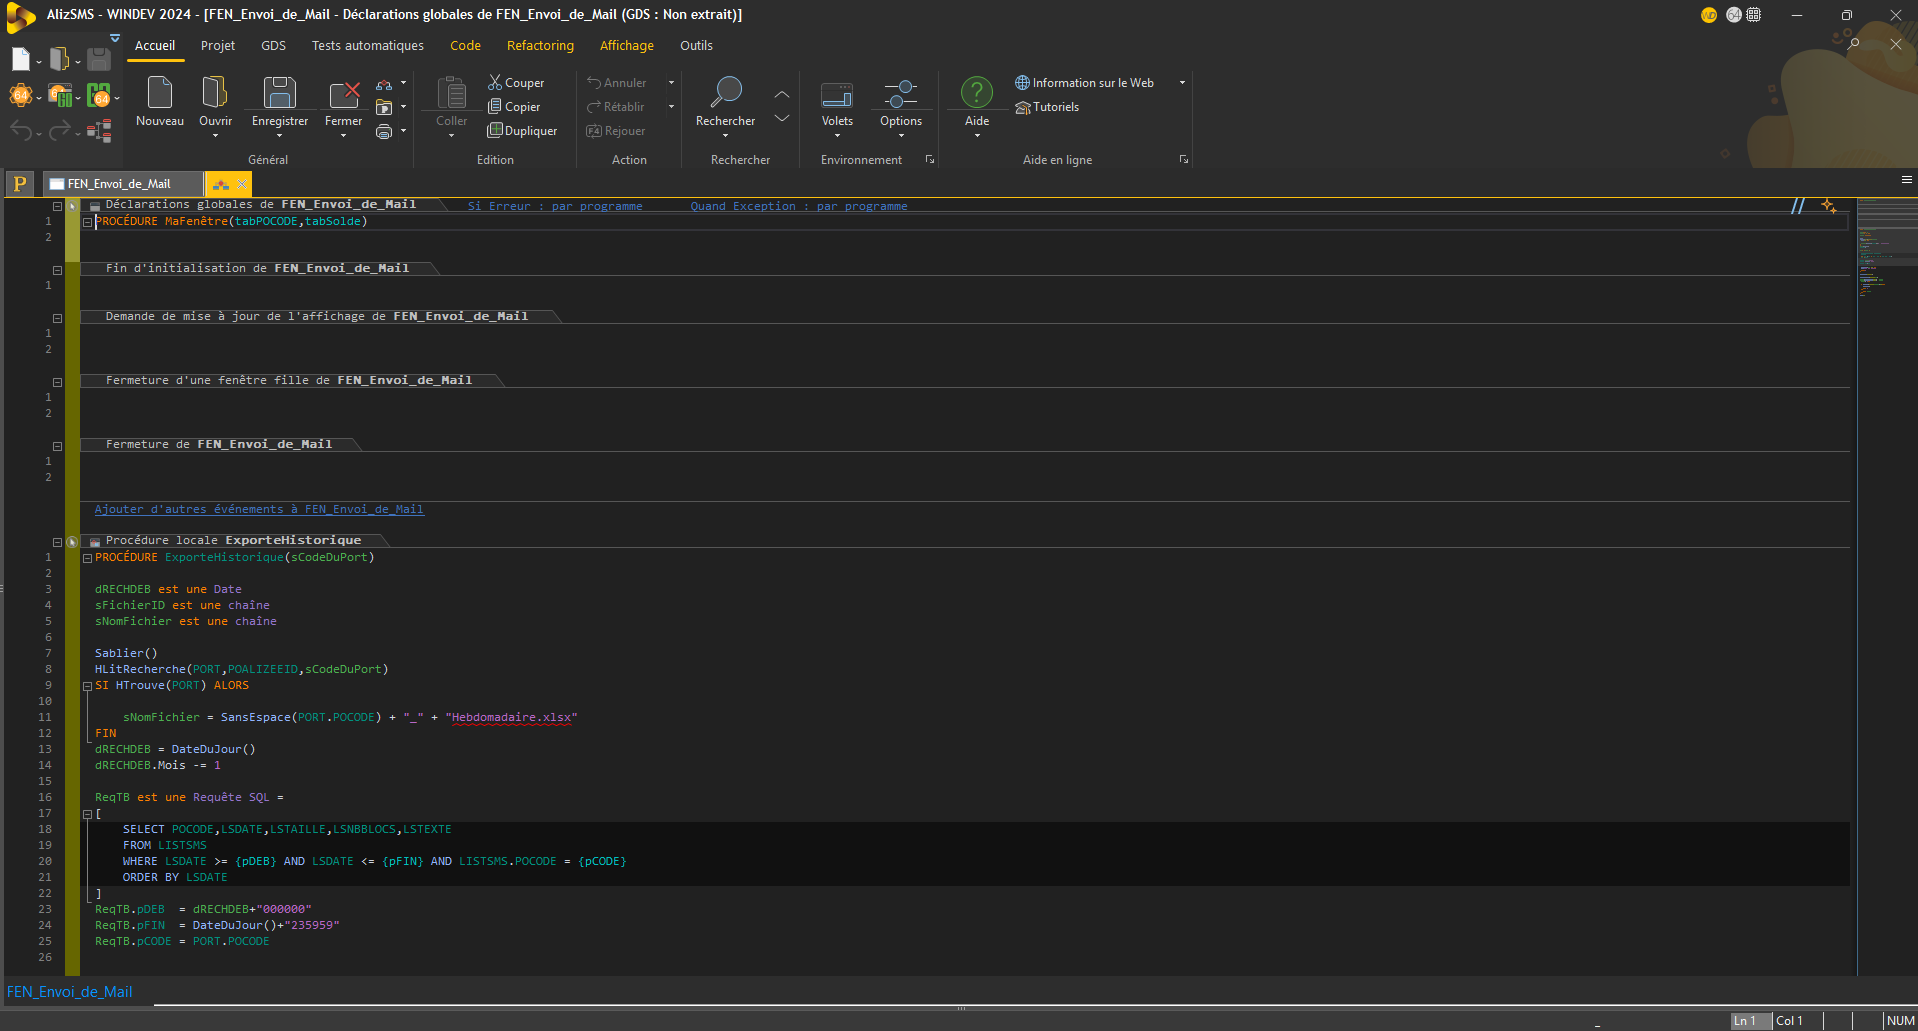 AlizSMS - WINDEV 2024 - [FEN_Envoi_de_Mail - Déclarations globales de FEN_Envoi_de_Mail (GDS : Non extrait)]
WD 64
Accueil Projet GDS Tests automatiques Code Refactoring Affichage Outils
Nouveau Ouvrir Enregistrer Fermer
Général
Coller
Couper
Copier
Dupliquer
Edition
Annuler
Rétablir
F4 Rejouer
Action
Rechercher
Rechercher
Volets Options
Environnement
Aide
Information sur le Web
Tutoriels
Aide en ligne
64 GO 64
P FEN_Envoi_de_Mail
Déclarations globales de FEN_Envoi_de_Mail Si Erreur : par programme Quand Exception : par programme
1 PROCÉDURE MaFenêtre(tabPOCODE,tabSolde)
2
Fin d'initialisation de FEN_Envoi_de_Mail
1
Demande de mise à jour de l'affichage de FEN_Envoi_de_Mail
1
2
Fermeture d'une fenêtre fille de FEN_Envoi_de_Mail
1
2
Fermeture de FEN_Envoi_de_Mail
1
2
Ajouter d'autres événements à FEN_Envoi_de_Mail
Procédure locale ExporteHistorique
1 PROCÉDURE ExporteHistorique(sCodeDuPort)
2
3 dRECHDEB est une Date
4 sFichierID est une chaîne
5 sNomFichier est une chaîne
6
7 Sablier()
8 HLitRecherche(PORT,POALIZEEID,sCodeDuPort)
9 SI HTrouve(PORT) ALORS
10
11 sNomFichier = SansEspace(PORT.POCODE) + "_" + "Hebdomadaire.xlsx"
12 FIN
13 dRECHDEB = DateDuJour()
14 dRECHDEB.Mois -= 1
15
16 ReqTB est une Requête SQL =
17 [
18 SELECT POCODE,LSDATE,LSTAILLE,LSNBBLOCS,LSTEXTE
19 FROM LISTSMS
20 WHERE LSDATE >= {pDEB} AND LSDATE <= {pFIN} AND LISTSMS.POCODE = {pCODE}
21 ORDER BY LSDATE
22 ]
23 ReqTB.pDEB = dRECHDEB+"000000"
24 ReqTB.pFIN = DateDuJour()+"235959"
25 ReqTB.pCODE = PORT.POCODE
26
FEN_Envoi_de_Mail
Ln 1 Col 1 NUM